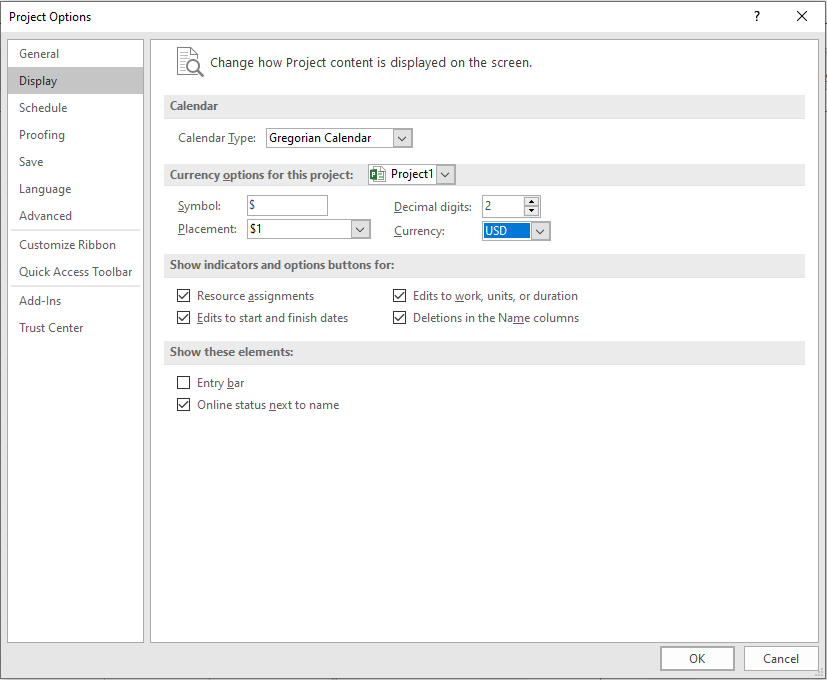 Project Options
?
General
Display
Schedule
Proofing
Save
Language
Advanced
Customize Ribbon
Quick Access Toolbar
Add-Ins
Trust Center
Change how Project content is displayed on the screen.
Calendar
Calendar Type: Gregorian Calendar
Currency options for this project: Project1
Symbol: $ Decimal digits: 2
Placement: $1 Currency: USD
Show indicators and options buttons for:
Resource assignments Edits to work, units, or duration
Edits to start and finish dates Deletions in the Name columns
Show these elements:
Entry bar
Online status next to name
OK Cancel